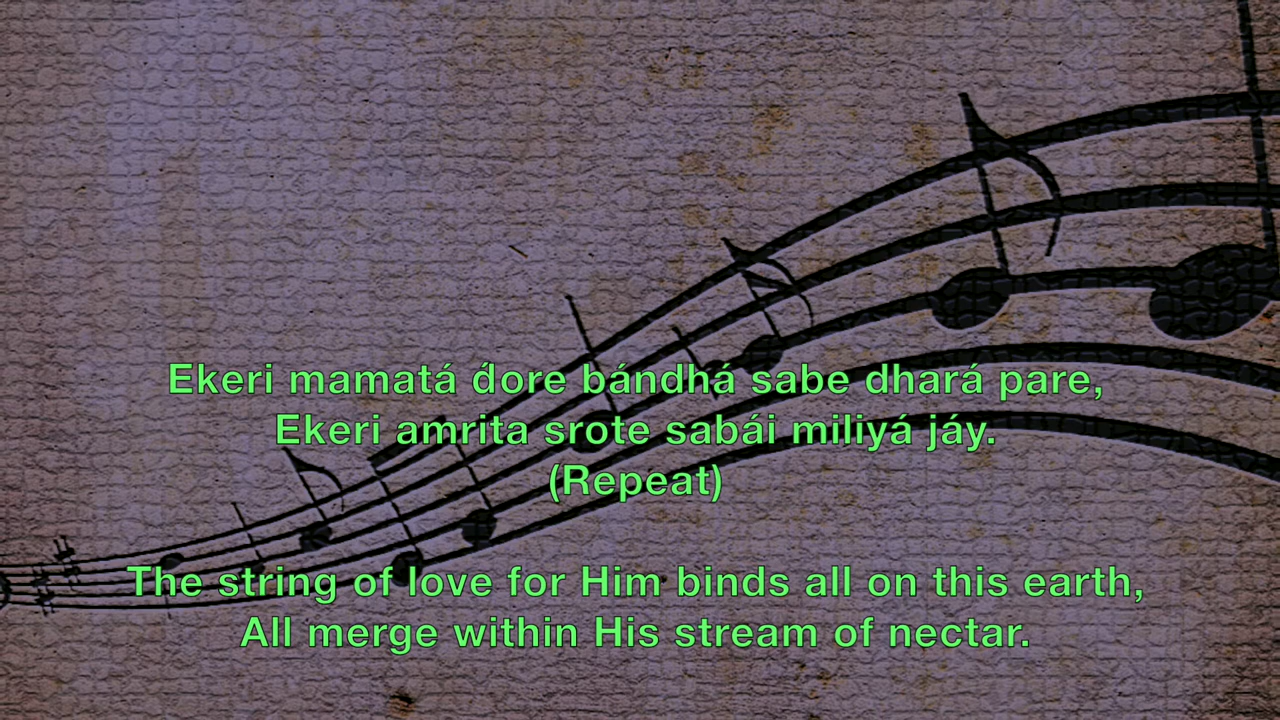 Ekeri mamatá d́ore bándhá sabe dhará pare,
Ekeri amrita srote sabái miliyá jáy.
(Repeat)
The string of love for Him binds all on this earth,
All merge within His stream of nectar.